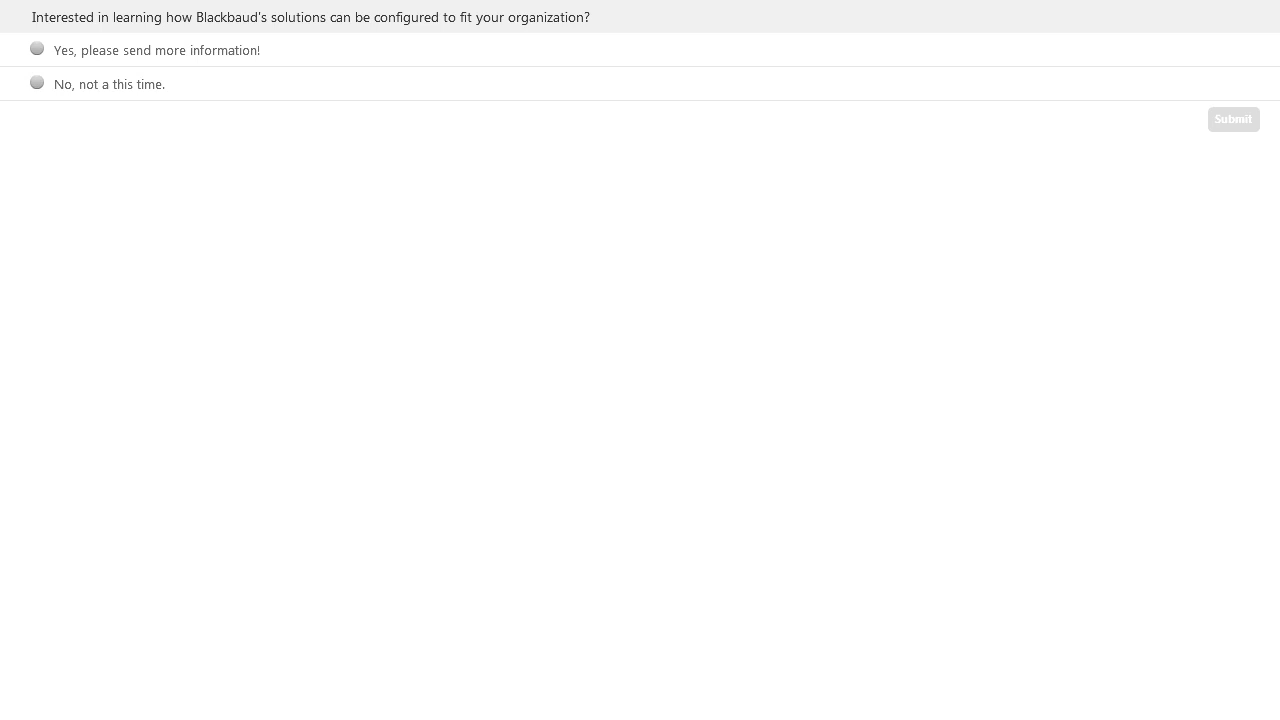 Interested in learning how Blackbaud's solutions can be configured to fit your organization?
Yes, please send more information!
No, not a this time.
Submit